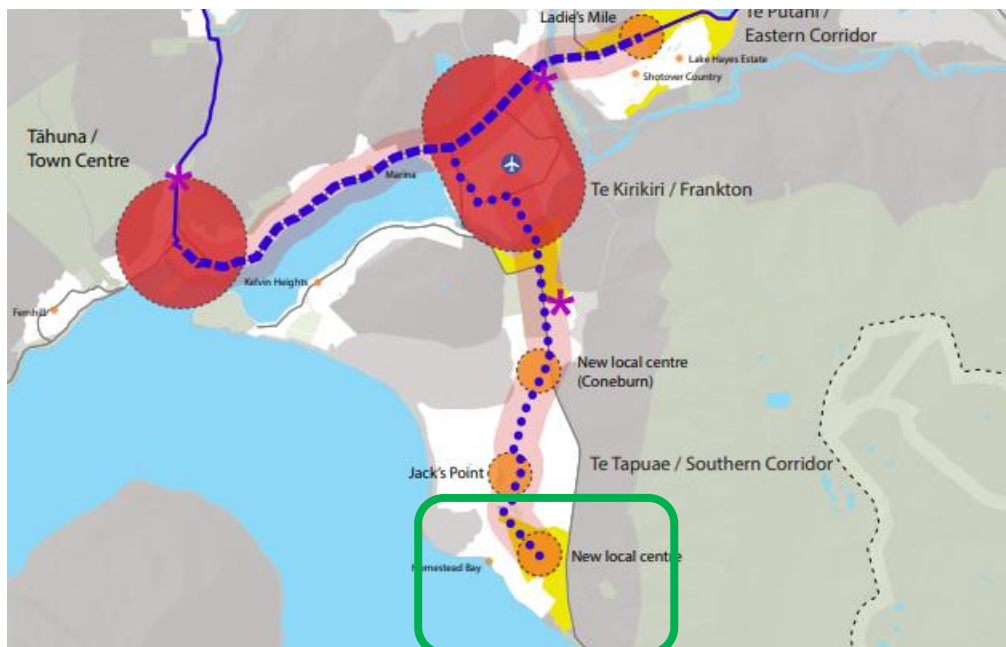 Ladie's Mile
Te Pūtahi /
Eastern Corridor
Lake Hayes Estate
Shotover Country
Tāhuna /
Town Centre
Marina
Te Kirikiri / Frankton
Kelvin Heights
Fernhill
New local centre
(Coneburn)
Jack's Point
Te Tapuae / Southern Corridor
New local centre
Homestead Bay